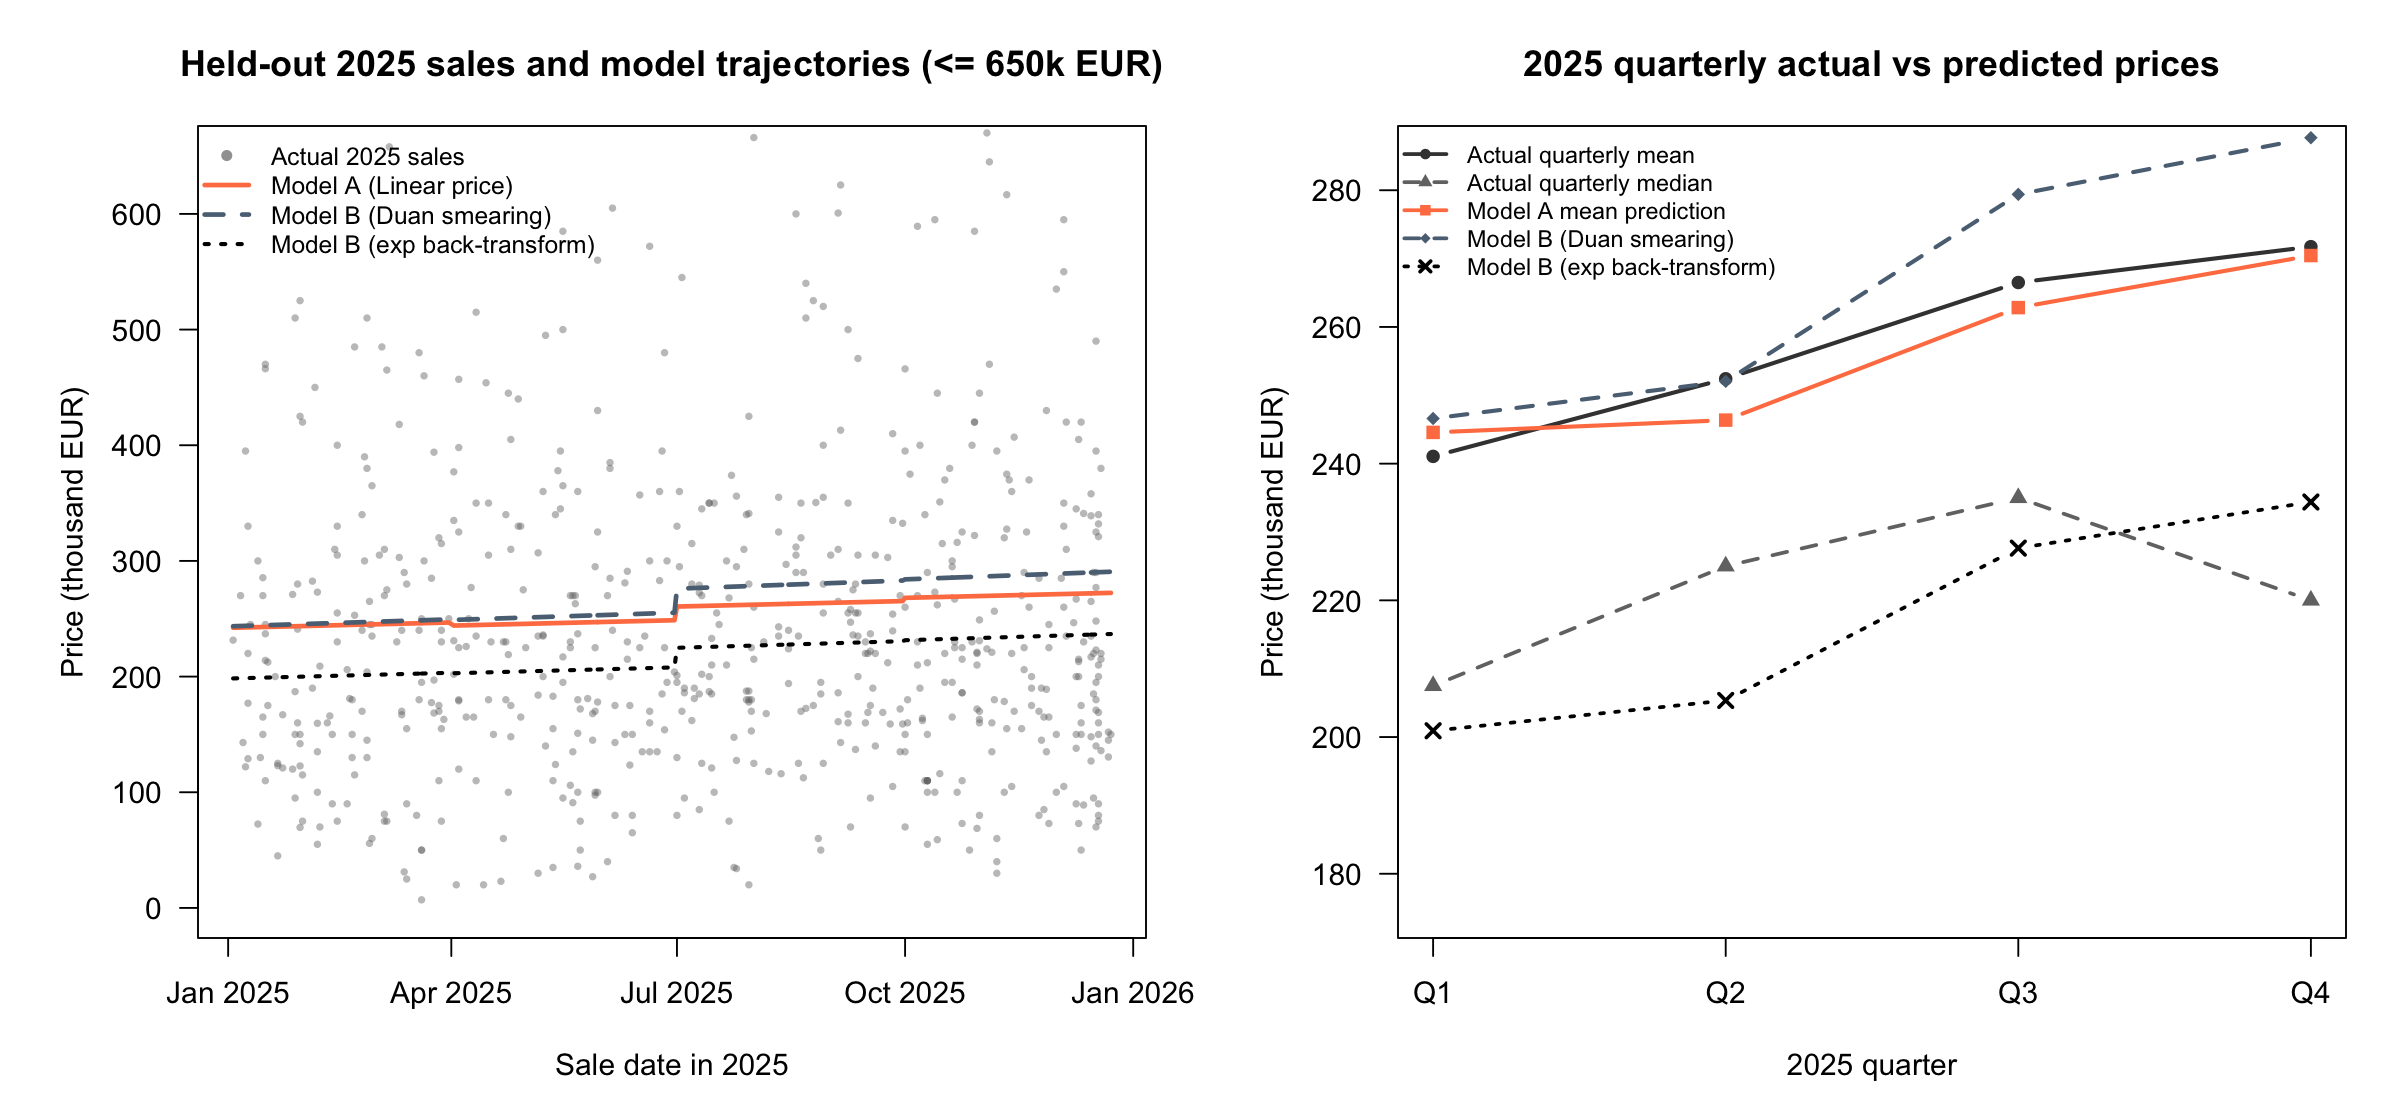 Held-out 2025 sales and model trajectories (<= 650k EUR)
Actual 2025 sales
Model A (Linear price)
Model B (Duan smearing)
Model B (exp back-transform)
Price (thousand EUR)
600
500
400
300
200
100
0
Jan 2025
Apr 2025
Jul 2025
Oct 2025
Jan 2026
Sale date in 2025
2025 quarterly actual vs predicted prices
Actual quarterly mean
Actual quarterly median
Model A mean prediction
Model B (Duan smearing)
Model B (exp back-transform)
Price (thousand EUR)
280
260
240
220
200
180
Q1
Q2
Q3
Q4
2025 quarter